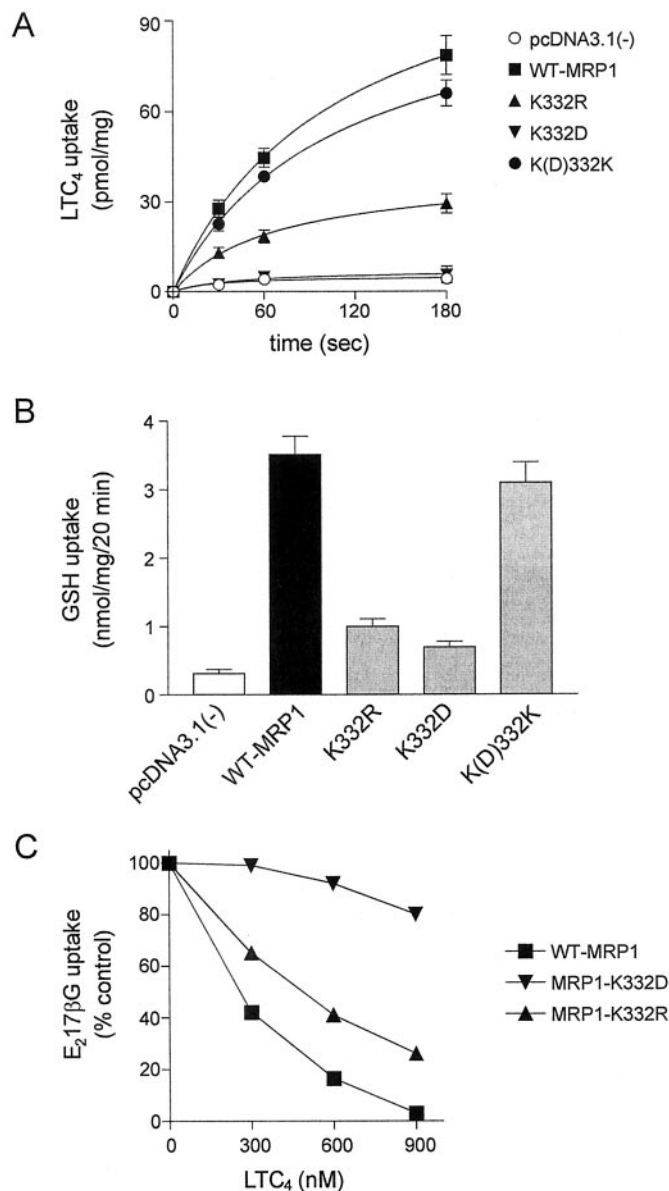 A
LTC4 uptake
(pmol/mg)
90
60
30
0
0 60 120 180
time (sec)
pcDNA3.1(-)
WT-MRP1
K332R
K332D
K(D)332K
B
GSH uptake
(nmol/mg/20 min)
4
3
2
1
0
pcDNA3.1(-)
WT-MRP1
K332R
K332D
K(D)332K
C
E217βG uptake
(% control)
100
80
60
40
20
0
0 300 600 900
LTC4 (nM)
WT-MRP1
MRP1-K332D
MRP1-K332R